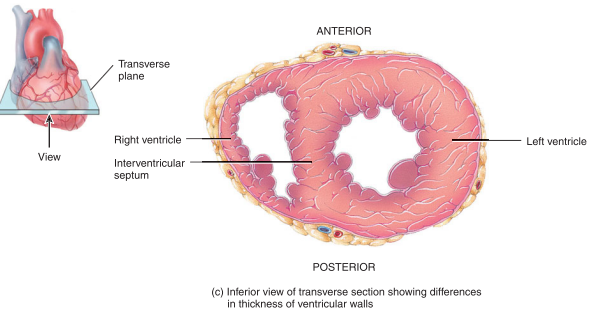 ANTERIOR
Transverse
plane
View
Right ventricle
Interventricular
septum
Left ventricle
POSTERIOR
(c) Inferior view of transverse section showing differences
in thickness of ventricular walls